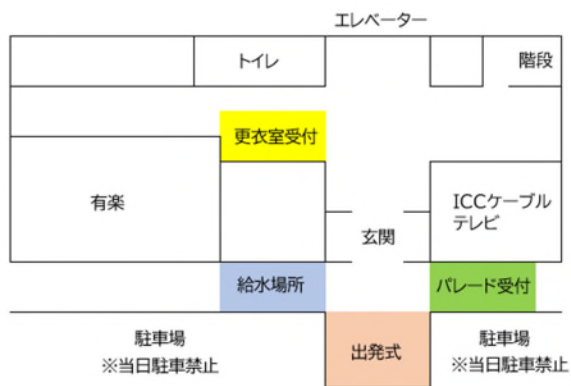 エレベーター
トイレ
階段
更衣室受付
有楽
ICCケーブル
テレビ
玄関
給水場所
パレード受付
駐車場
※当日駐車禁止
出発式
駐車場
※当日駐車禁止